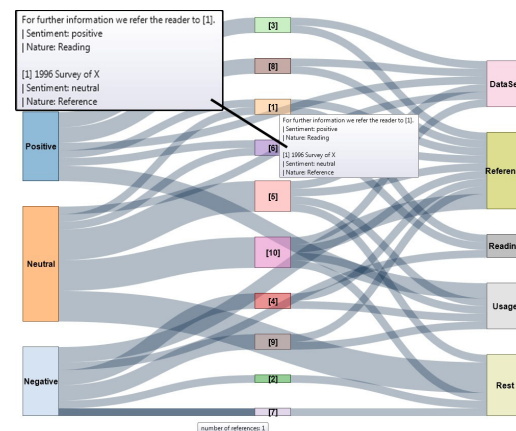 For further information we refer the reader to [1].
| Sentiment: positive
| Nature: Reading
[1] 1996 Survey of X
| Sentiment: neutral
| Nature: Reference
[3]
[8]
[1]
For further information we refer the reader to [1].
| Sentiment: positive
| Nature: Reading
[1] 1996 Survey of X
| Sentiment: neutral
| Nature: Reference
[6]
[5]
[10]
[4]
[9]
[2]
[7]
Positive
Neutral
Negative
DataSe
Referen
Readin
Usage
Rest
number of references: 1